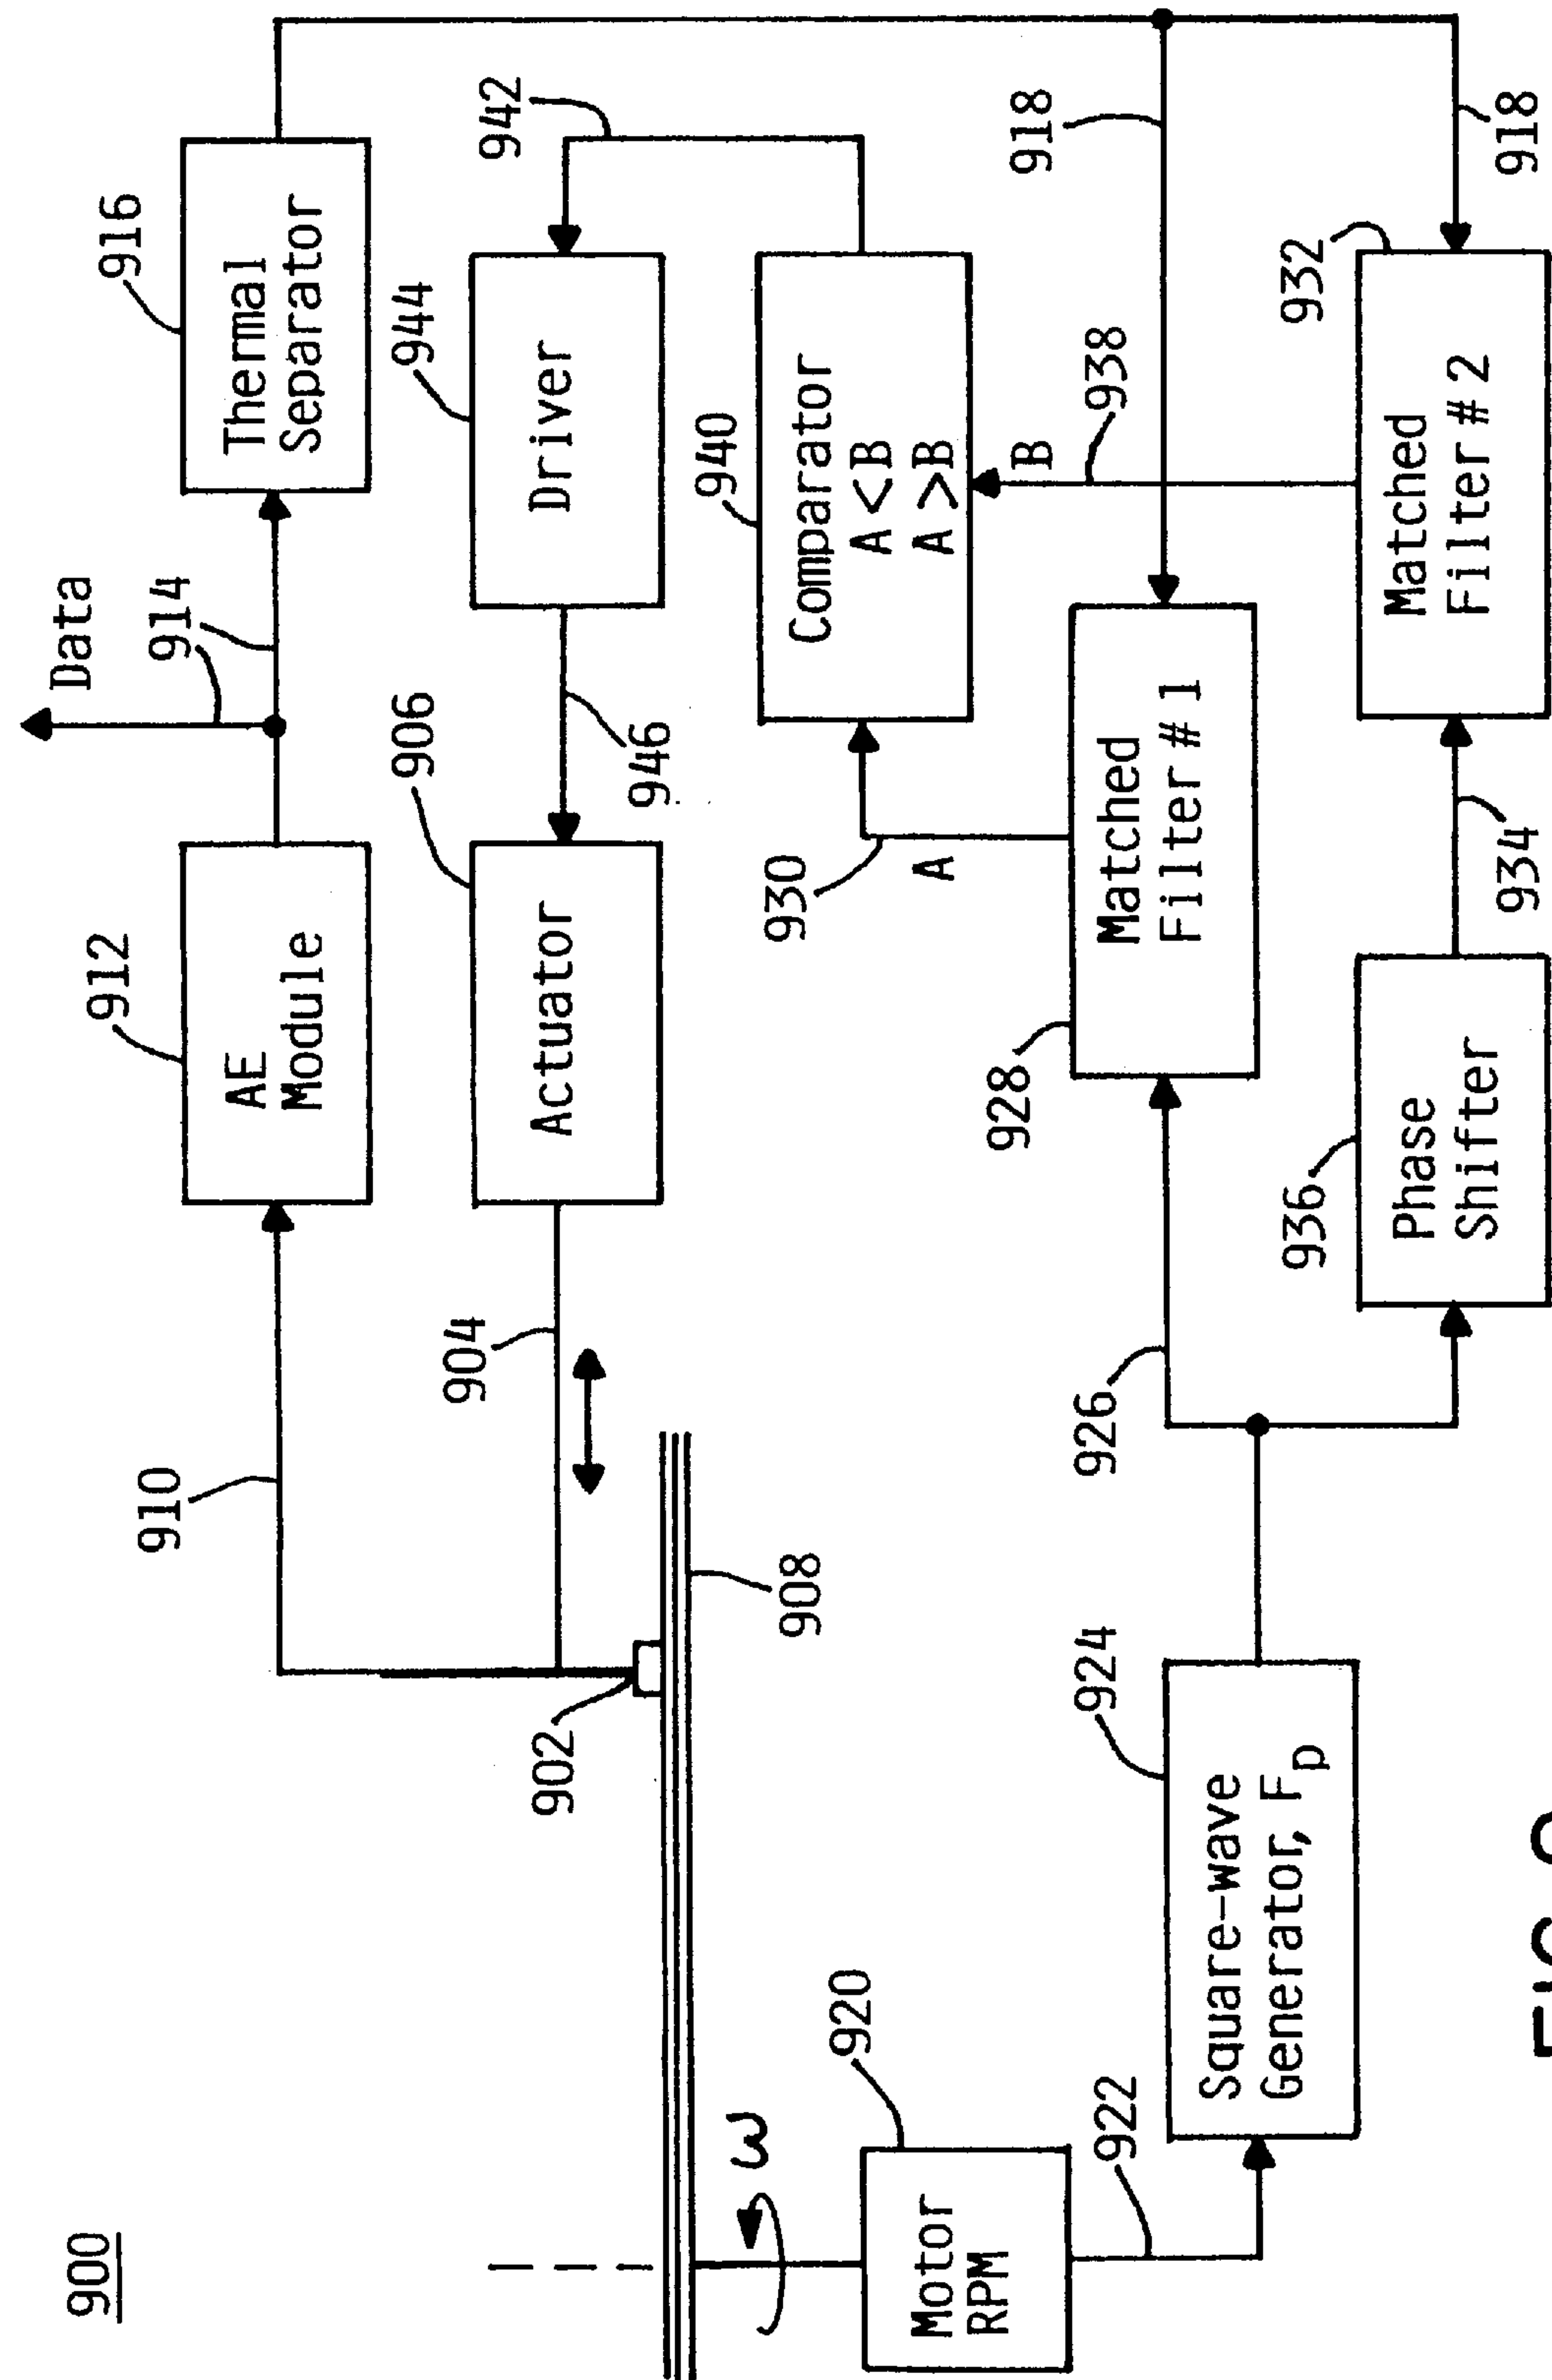 900
Data
912
916
910
914
AE
Module
Thermal
Separator
904
906
944
942
902
Actuator
Driver
946
940
ω
908
930
Comparator
A < B
A > B
920
A
Motor
RPM
928
B
918
922
924
926
938
Matched
Filter # 1
Square-wave
Generator, Fp
936
932
Phase
Shifter
Matched
Filter # 2
934
918